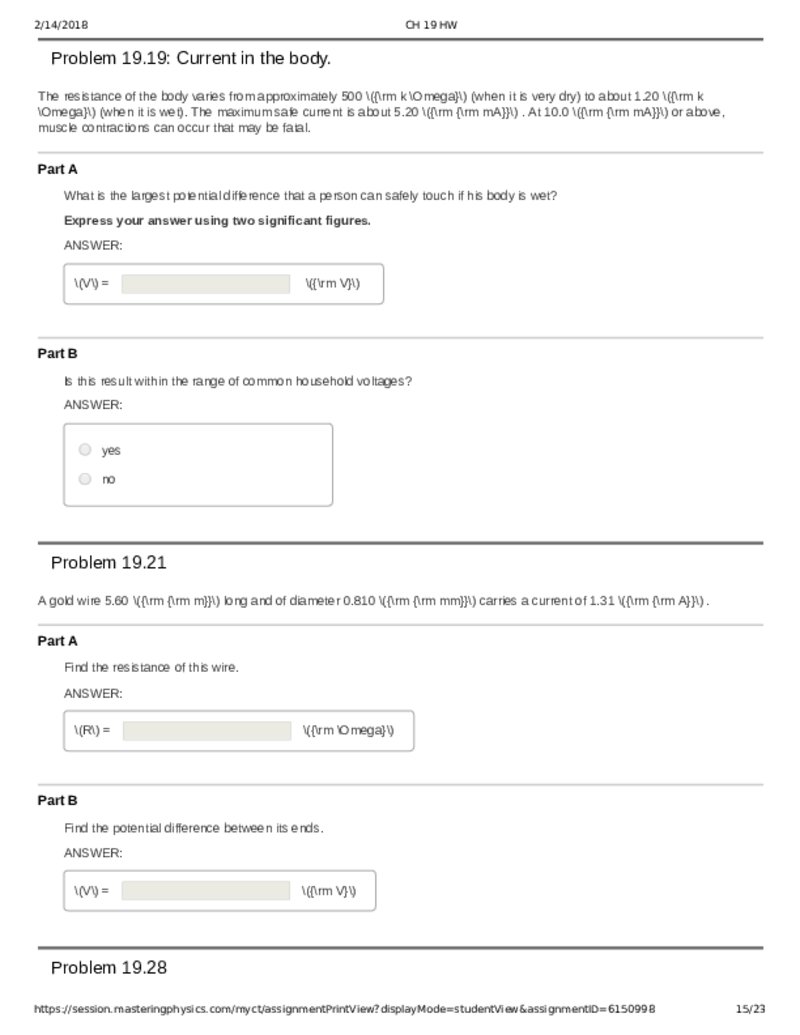 2/14/2018 CH 19 HW
Problem 19.19: Current in the body.
The resistance of the body varies from approximately 500 \({\rm k\Omega}\) (when it is very dry) to about 1.20 \({\rm k
\Omega}\) (when it is wet). The maximum safe current is about 5.20 \({\rm {\rm mA}}\) . At 10.0 \({\rm {\rm mA}}\) or above,
muscle contractions can occur that may be fatal.
Part A
What is the largest potential difference that a person can safely touch if his body is wet?
Express your answer using two significant figures.
ANSWER:
\(V\) = \({\rm V}\)
Part B
Is this result within the range of common household voltages?
ANSWER:
yes
no
Problem 19.21
A gold wire 5.60 \({\rm {\rm m}}\) long and of diameter 0.810 \({\rm {\rm mm}}\) carries a current of 1.31 \({\rm {\rm A}}\) .
Part A
Find the resistance of this wire.
ANSWER:
\(R\) = \({\rm \Omega}\)
Part B
Find the potential difference between its ends.
ANSWER:
\(V\) = \({\rm V}\)
Problem 19.28
https://session.masteringphysics.com/myct/assignmentPrintView?displayMode=studentView&assignmentID=6150998 15/23